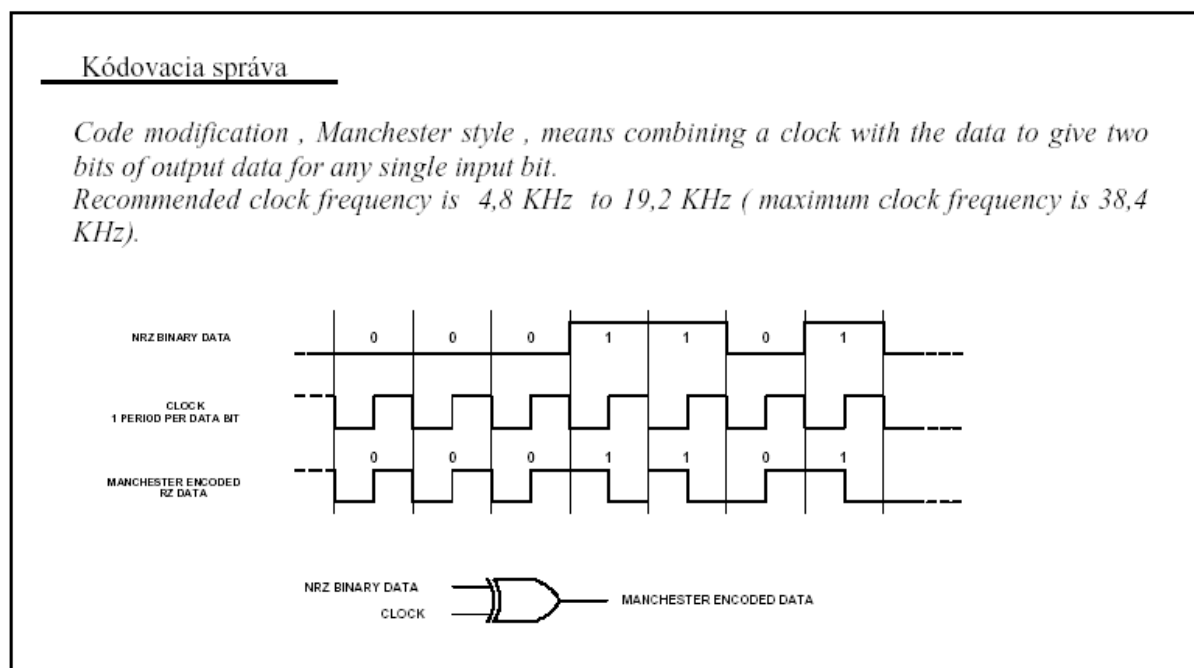 Kódovacia správa
Code modification , Manchester style , means combining a clock with the data to give two
bits of output data for any single input bit.
Recommended clock frequency is 4,8 KHz to 19,2 KHz ( maximum clock frequency is 38,4
KHz).
NRZ BINARY DATA
0 0 0 1 1 0 1
CLOCK
1 PERIOD PER DATA BIT
0 0 0 1 1 0 1
MANCHESTER ENCODED
RZ DATA
NRZ BINARY DATA
CLOCK
MANCHESTER ENCODED DATA